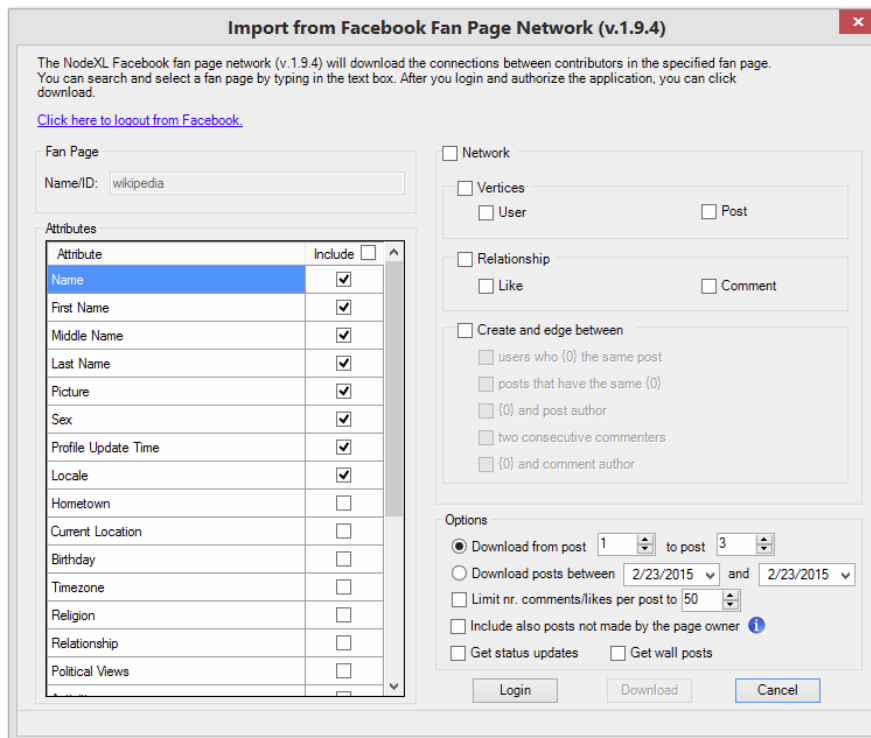 Import from Facebook Fan Page Network (v.1.9.4)
The NodeXL Facebook fan page network (v.1.9.4) will download the connections between contributors in the specified fan page.
You can search and select a fan page by typing in the text box. After you login and authorize the application, you can click
download.
Click here to logout from Facebook.
Fan Page
Name/ID: wikipedia
Attributes
Attribute Include
Name
First Name
Middle Name
Last Name
Picture
Sex
Profile Update Time
Locale
Hometown
Current Location
Birthday
Timezone
Religion
Relationship
Political Views
Network
Vertices
User Post
Relationship
Like Comment
Create and edge between
users who {0} the same post
posts that have the same {0}
{0} and post author
two consecutive commenters
{0} and comment author
Options
Download from post 1 to post 3
Download posts between 2/23/2015 and 2/23/2015
Limit nr. comments/likes per post to 50
Include also posts not made by the page owner
Get status updates Get wall posts
Login Download Cancel